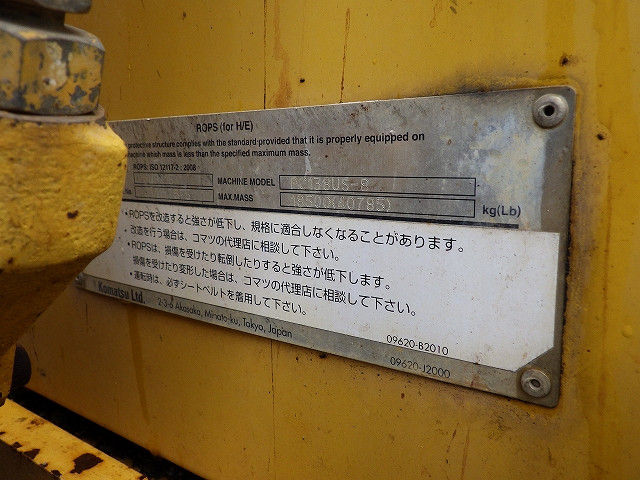 ROPS (for H/E)
protective structure complies with the standard provided that it is properly equipped on
machine which mass is less than the specified maximum mass.
ROPS: ISO 12117-2 : 2008
MACHINE MODEL
MAX.MASS 18500(40785) kg(Lb)
・ROPSを改造すると強さが低下し、規格に適合しなくなることがあります。
改造を行う場合は、コマツの代理店に相談して下さい。
・ROPSは、損傷を受けたり転倒したりすると強さが低下します。
損傷を受けたり変形した場合は、コマツの代理店に相談して下さい。
・運転時は、必ずシートベルトを着用して下さい。
09620-B2010
Komatsu Ltd.
2-3-6 Akasaka, Minato-ku, Tokyo, Japan
09620-J2000